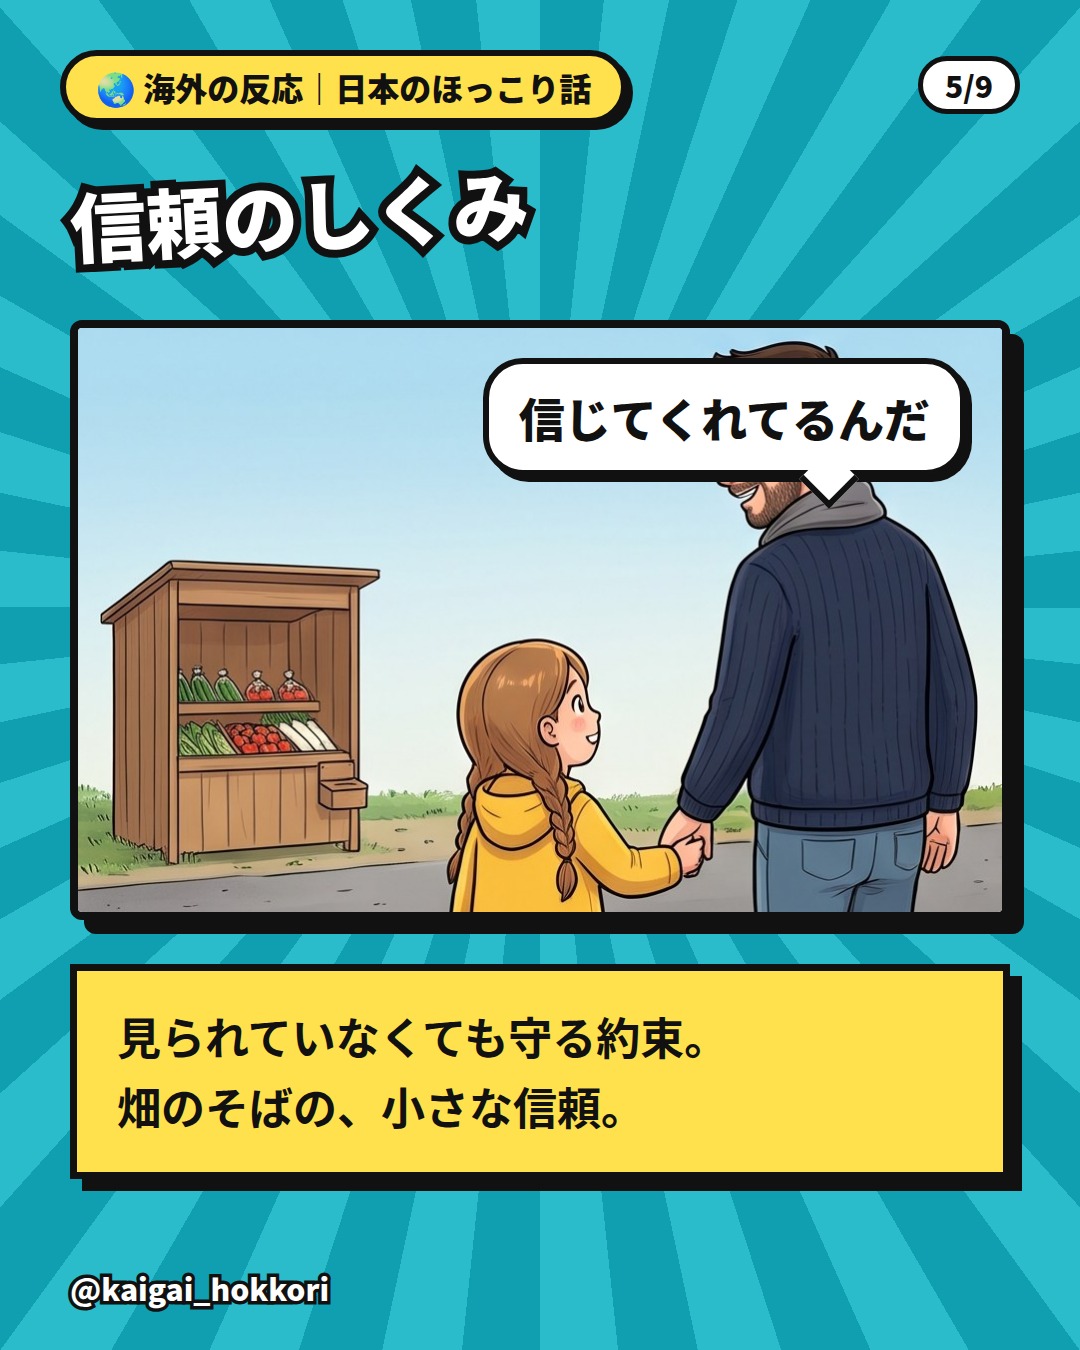 🌏 海外の反応｜日本のほっこり話
5/9
信頼のしくみ
信じてくれてるんだ
見られていなくても守る約束。
畑のそばの、小さな信頼。
@kaigai_hokkori